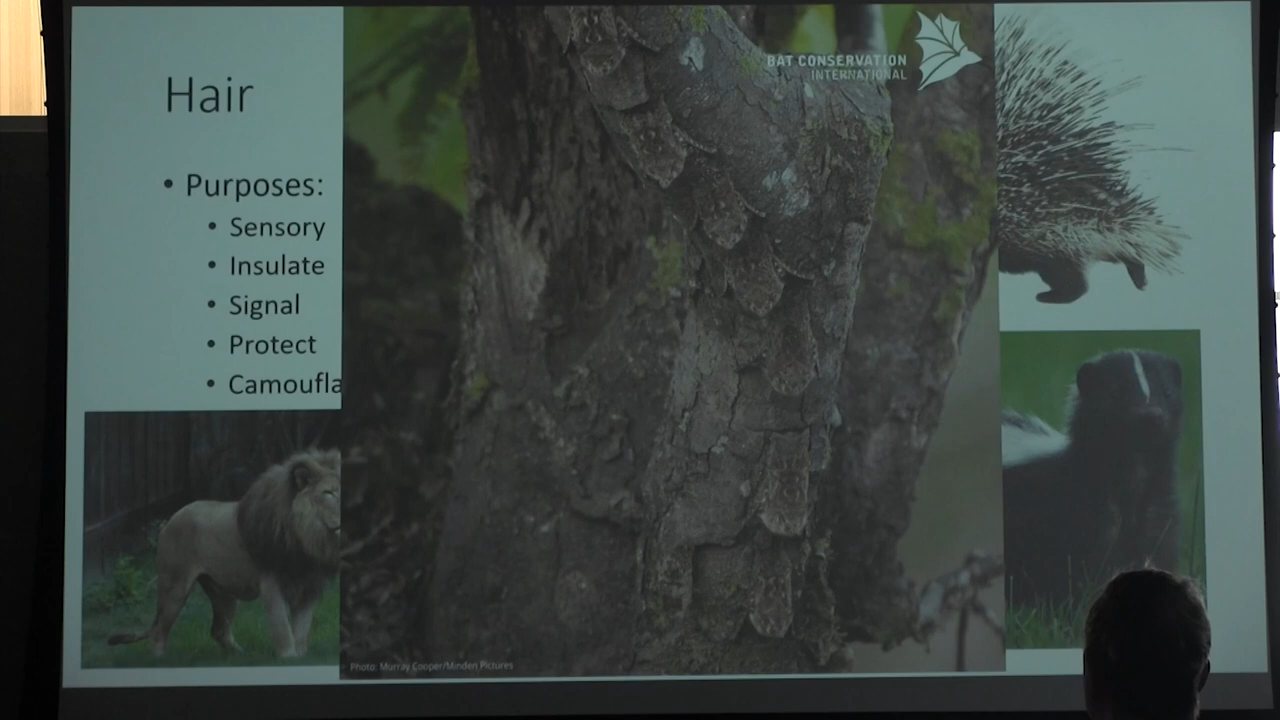 Hair
• Purposes:
• Sensory
• Insulate
• Signal
• Protect
• Camoufla
BAT CONSERVATION
INTERNATIONAL
Photo: Murray Cooper/Minden Pictures